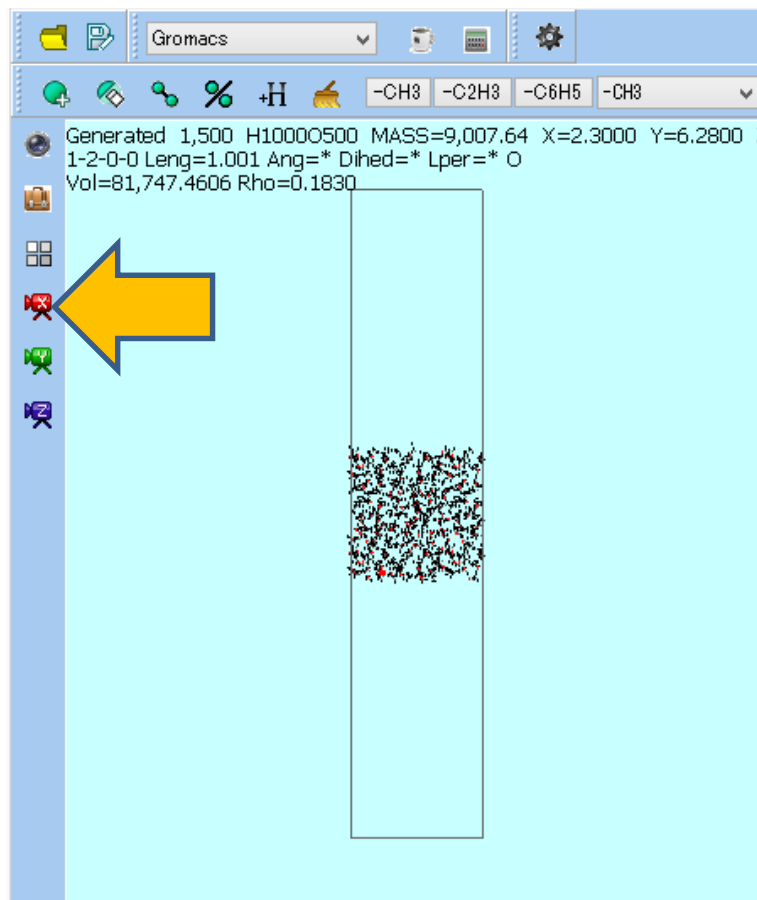 Gromacs
+H -CH3 -C2H3 -C6H5 -CH3
Generated 1,500 H1000O500 MASS=9,007.64 X=2.3000 Y=6.2800
1-2-0-0 Leng=1.001 Ang=* Dihed=* Lper=* O
Vol=81,747.4606 Rho=0.1830
X
Y
Z